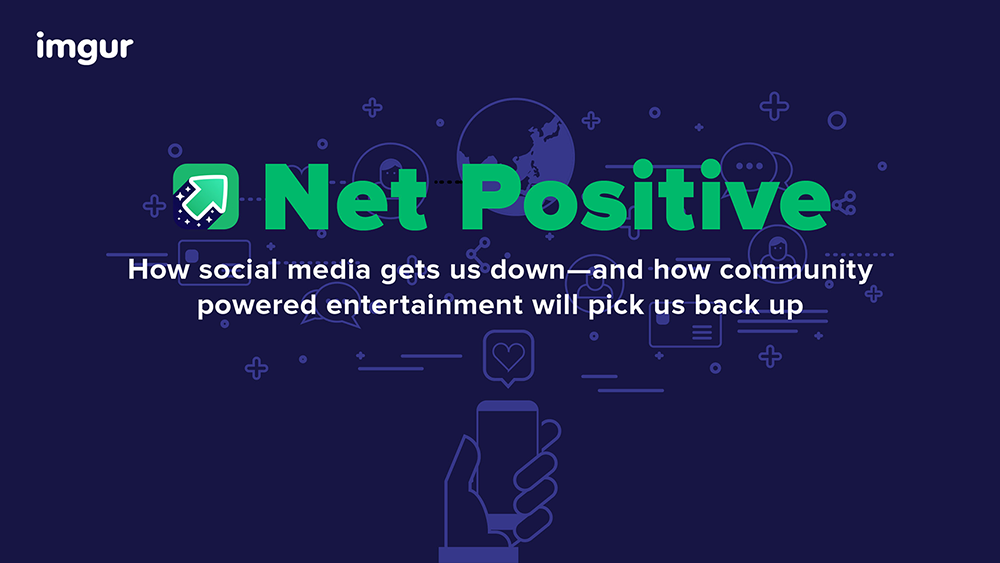 imgur
Net Positive
How social media gets us down—and how community
powered entertainment will pick us back up